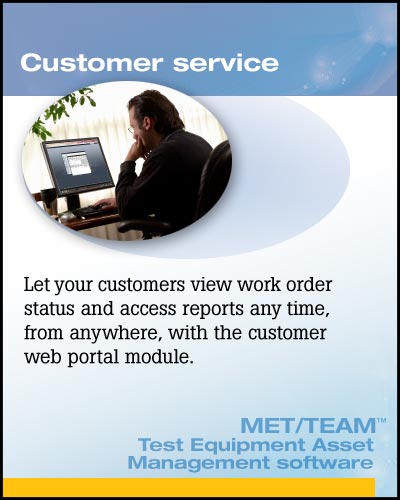 Customer service
Let your customers view work order
status and access reports any time,
from anywhere, with the customer
web portal module.
MET/TEAM™
Test Equipment Asset
Management software